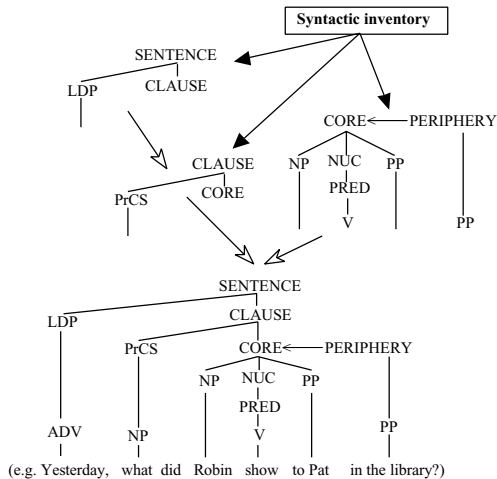 Syntactic inventory
SENTENCE
LDP CLAUSE
CORE PERIPHERY
CLAUSE
NP NUC PP
PrCS CORE
PRED
V PP
SENTENCE
LDP CLAUSE
PrCS CORE PERIPHERY
NP NUC PP
PRED
ADV NP V PP
(e.g. Yesterday, what did Robin show to Pat in the library?)